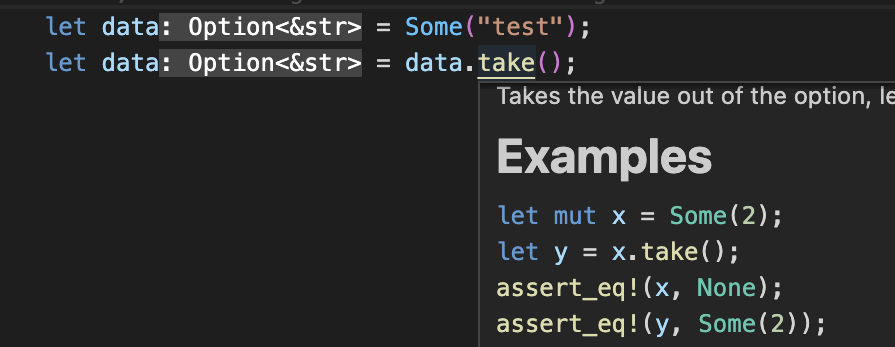 let data: Option<&str> = Some("test");
let data: Option<&str> = data.take();
Takes the value out of the option, le
Examples
let mut x = Some(2);
let y = x.take();
assert_eq!(x, None);
assert_eq!(y, Some(2));